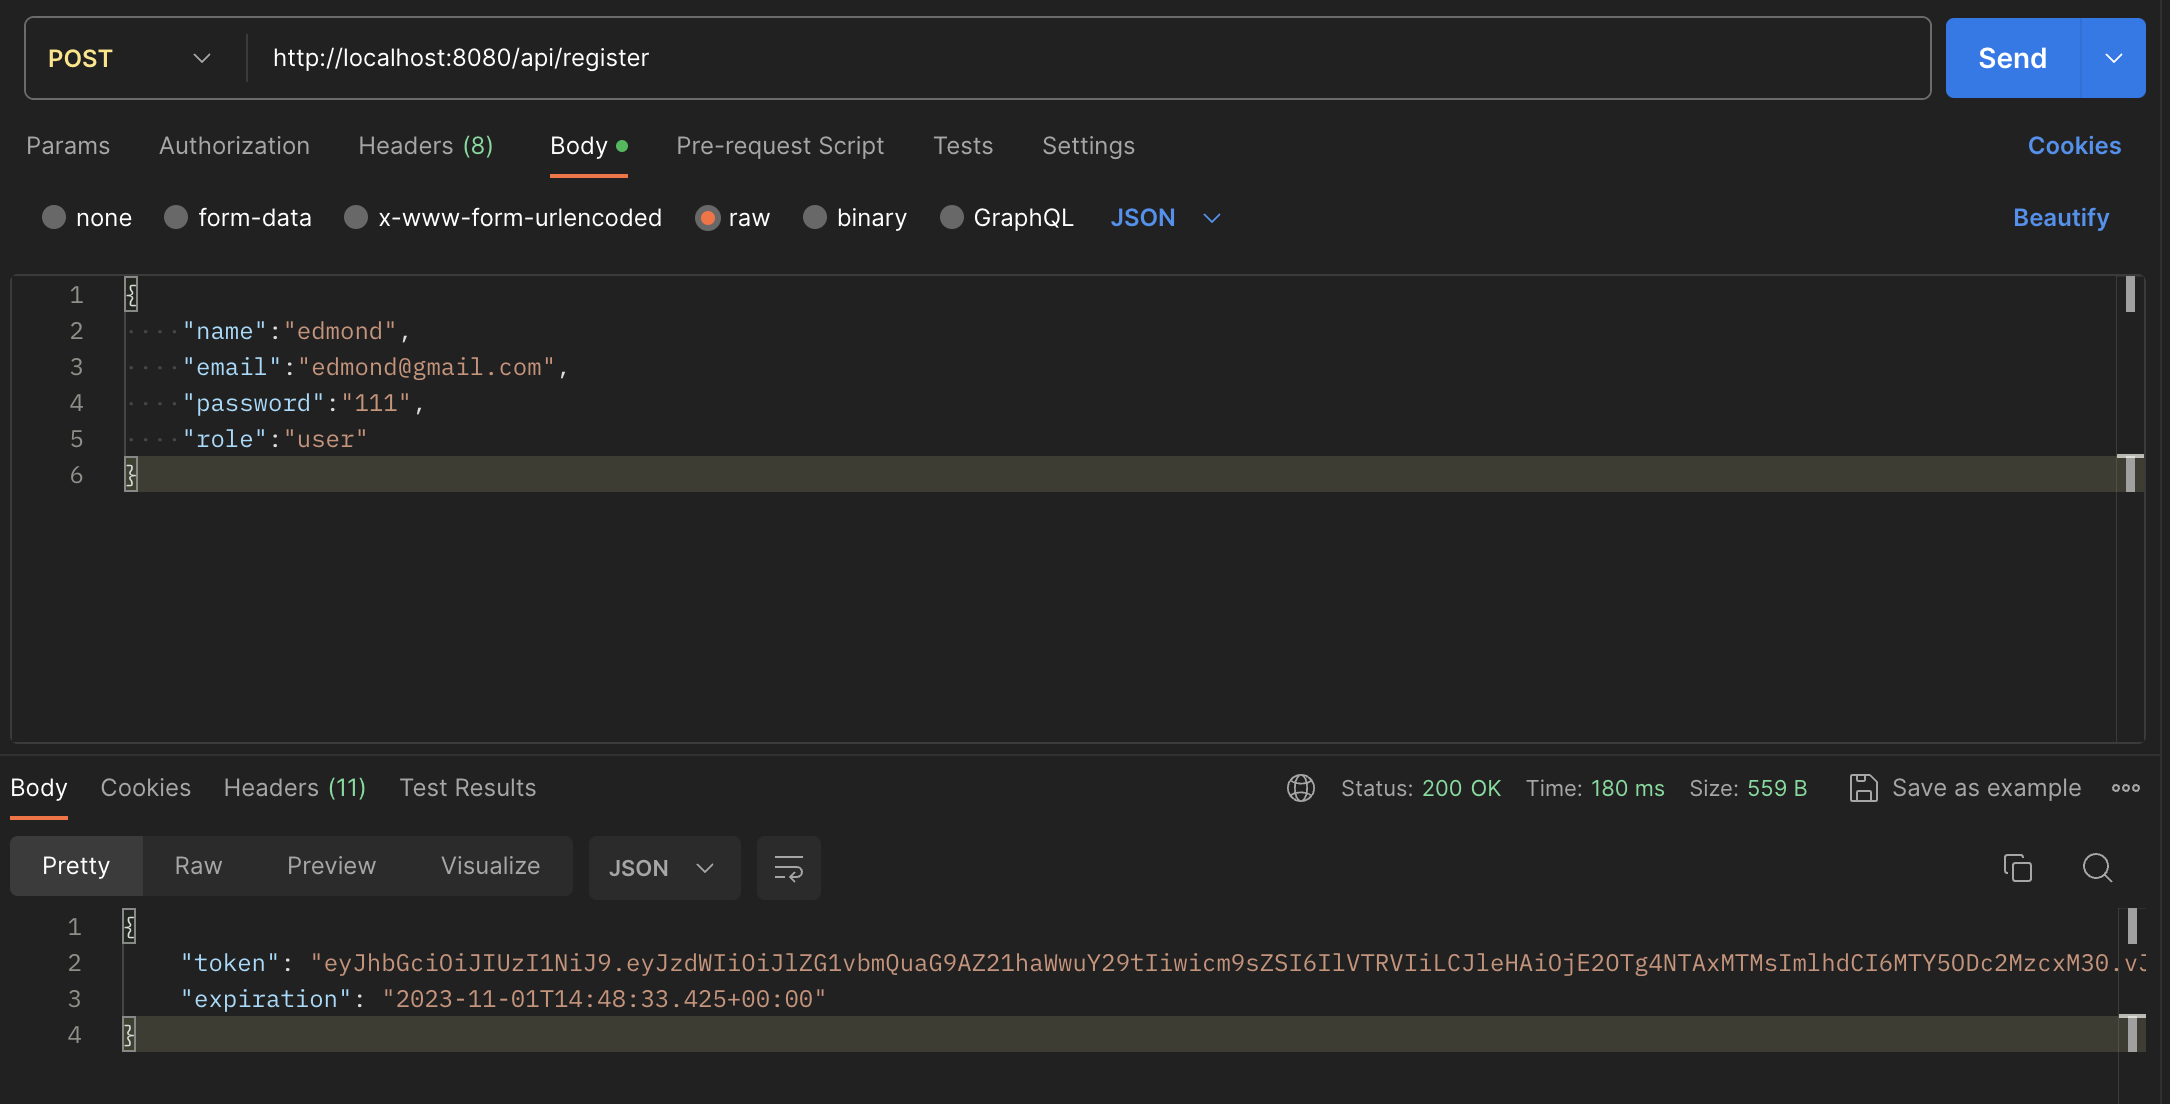 POST http://localhost:8080/api/register Send
Params Authorization Headers (8) Body Pre-request Script Tests Settings Cookies
none form-data x-www-form-urlencoded raw binary GraphQL JSON Beautify
1 {
2 "name":"edmond",
3 "email":"edmond@gmail.com",
4 "password":"111",
5 "role":"user"
6 }
Body Cookies Headers (11) Test Results Status: 200 OK Time: 180 ms Size: 559 B Save as example
Pretty Raw Preview Visualize JSON
1 {
2 "token": "eyJhbGciOiJIUzI1NiJ9.eyJzdWIiOiJlZG1vbmQuaG9AZ21haWwuY29tIiwicm9sZSI6IlVTRVIiLCJleHAiOjE2OTg4NTAxMTMsImlhdCI6MTY5ODc2MzcxM30.vJ
3 "expiration": "2023-11-01T14:48:33.425+00:00"
4 }